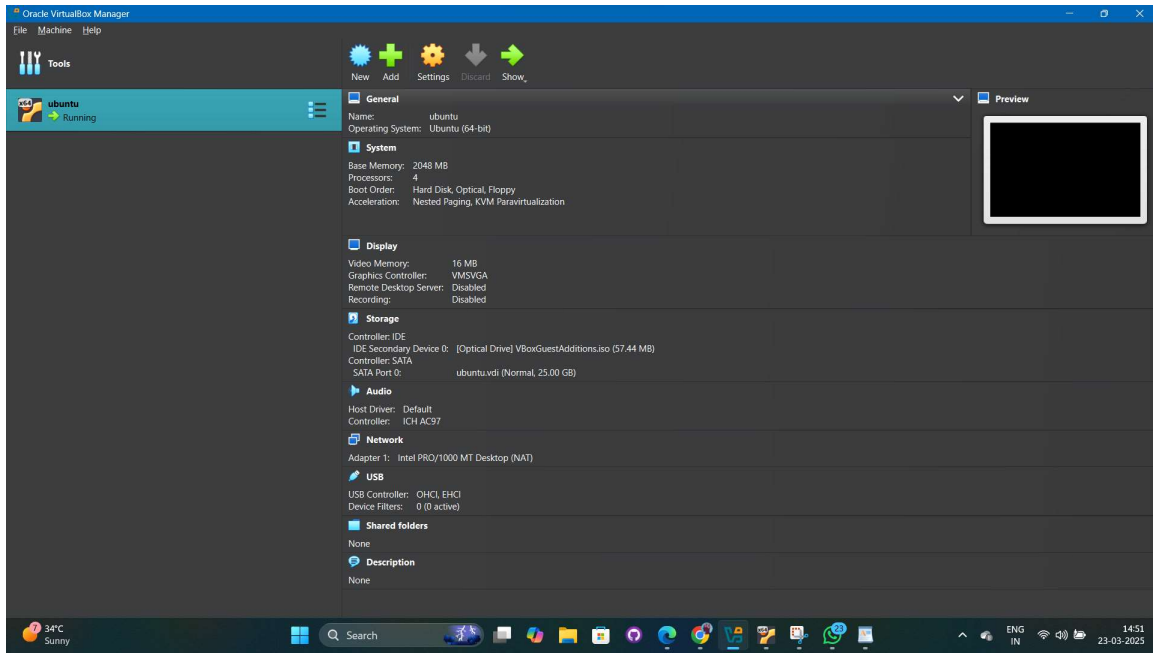 Oracle VirtualBox Manager
File Machine Help
Tools
New Add Settings Discard Show
x64
ubuntu
Running
General
Name: ubuntu
Operating System: Ubuntu (64-bit)
System
Base Memory: 2048 MB
Processors: 4
Boot Order: Hard Disk, Optical, Floppy
Acceleration: Nested Paging, KVM Paravirtualization
Preview
Display
Video Memory: 16 MB
Graphics Controller: VMSVGA
Remote Desktop Server: Disabled
Recording: Disabled
Storage
Controller: IDE
IDE Secondary Device 0: [Optical Drive] VBoxGuestAdditions.iso (57.44 MB)
Controller: SATA
SATA Port 0: ubuntu.vdi (Normal, 25.00 GB)
Audio
Host Driver: Default
Controller: ICH AC97
Network
Adapter 1: Intel PRO/1000 MT Desktop (NAT)
USB
USB Controller: OHCI, EHCI
Device Filters: 0 (0 active)
Shared folders
None
Description
None
7
34°C
Sunny
Search
x64
23
ENG
IN
14:51
23-03-2025